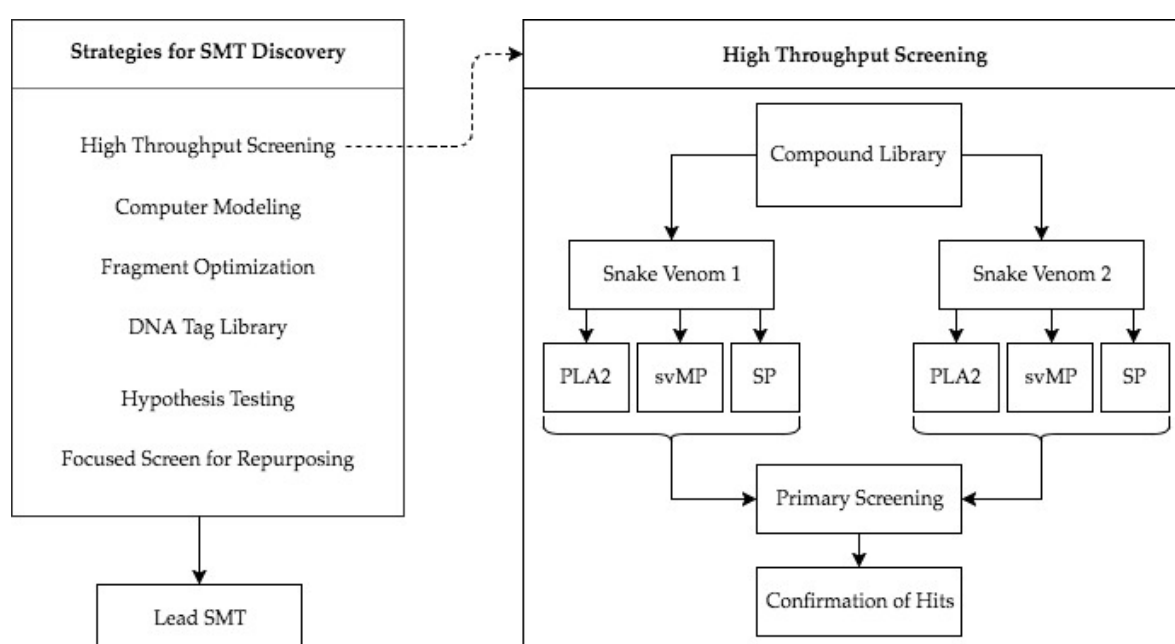 Strategies for SMT Discovery
High Throughput Screening
Computer Modeling
Fragment Optimization
DNA Tag Library
Hypothesis Testing
Focused Screen for Repurposing
Lead SMT
High Throughput Screening
Compound Library
Snake Venom 1
Snake Venom 2
PLA2
svMP
SP
PLA2
svMP
SP
Primary Screening
Confirmation of Hits